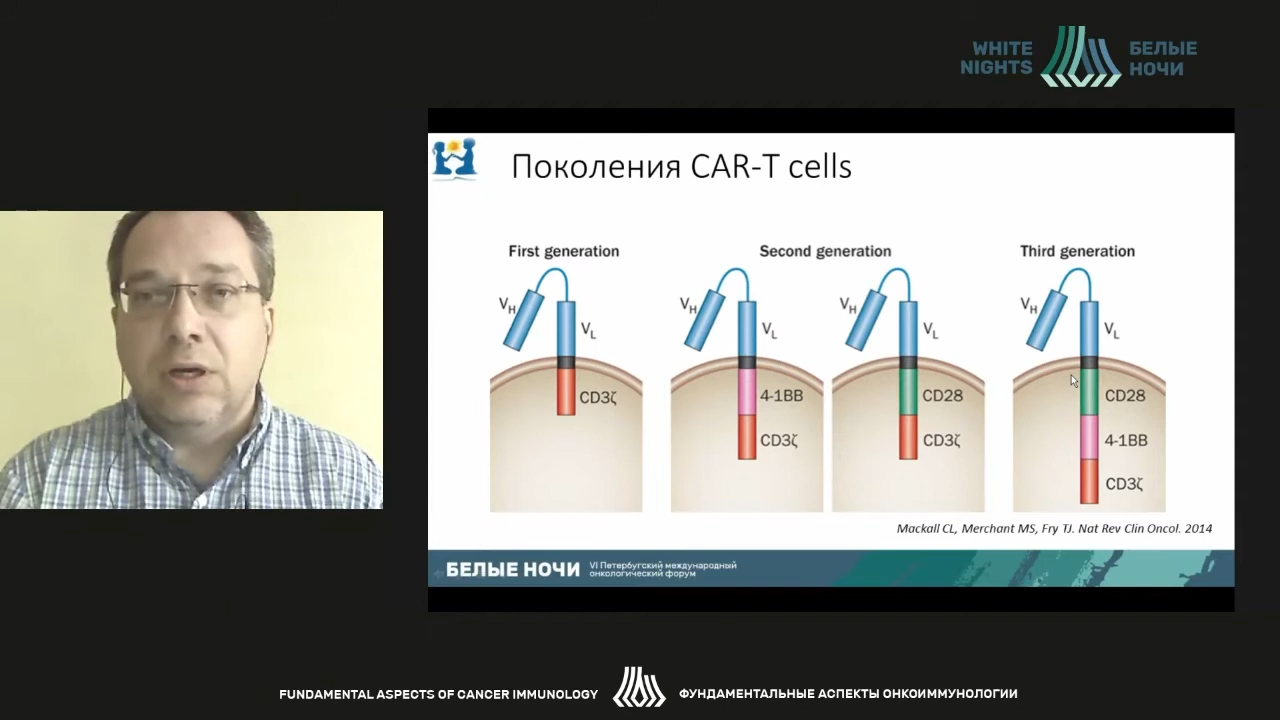 WHITE
NIGHTS
БЕЛЫЕ
НОЧИ
Поколения CAR-T cells
First generation
Second generation
Third generation
VH
VL
CD3ζ
VH
VL
4-1BB
CD3ζ
VH
VL
CD28
CD3ζ
VH
VL
CD28
4-1BB
CD3ζ
Mackall CL, Merchant MS, Fry TJ. Nat Rev Clin Oncol. 2014
БЕЛЫЕ НОЧИ
VI Петербугский международный
онкологический форум
FUNDAMENTAL ASPECTS OF CANCER IMMUNOLOGY
ФУНДАМЕНТАЛЬНЫЕ АСПЕКТЫ ОНКОИММУНОЛОГИИ